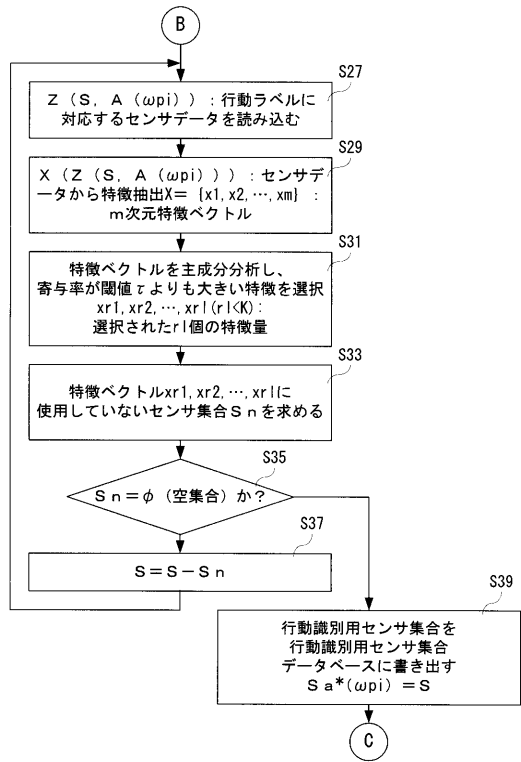 B
S27
Z（S，A（ωpi））：行動ラベルに
対応するセンサデータを読み込む
S29
X（Z（S，A（ωpi）））：センサデ
ータから特徴抽出X＝｛x1,x2,…,xm｝：
m次元特徴ベクトル
S31
特徴ベクトルを主成分分析し、
寄与率が閾値τよりも大きい特徴を選択
xr1,xr2,…,xrl(rl<K):
選択されたrl個の特徴量
S33
特徴ベクトルxr1,xr2,…,xrlに
使用していないセンサ集合Snを求める
S35
Sn＝φ（空集合）か？
S37
S＝S－Sn
S39
行動識別用センサ集合を
行動識別用センサ集合
データベースに書き出す
Sa*(ωpi)＝S
C